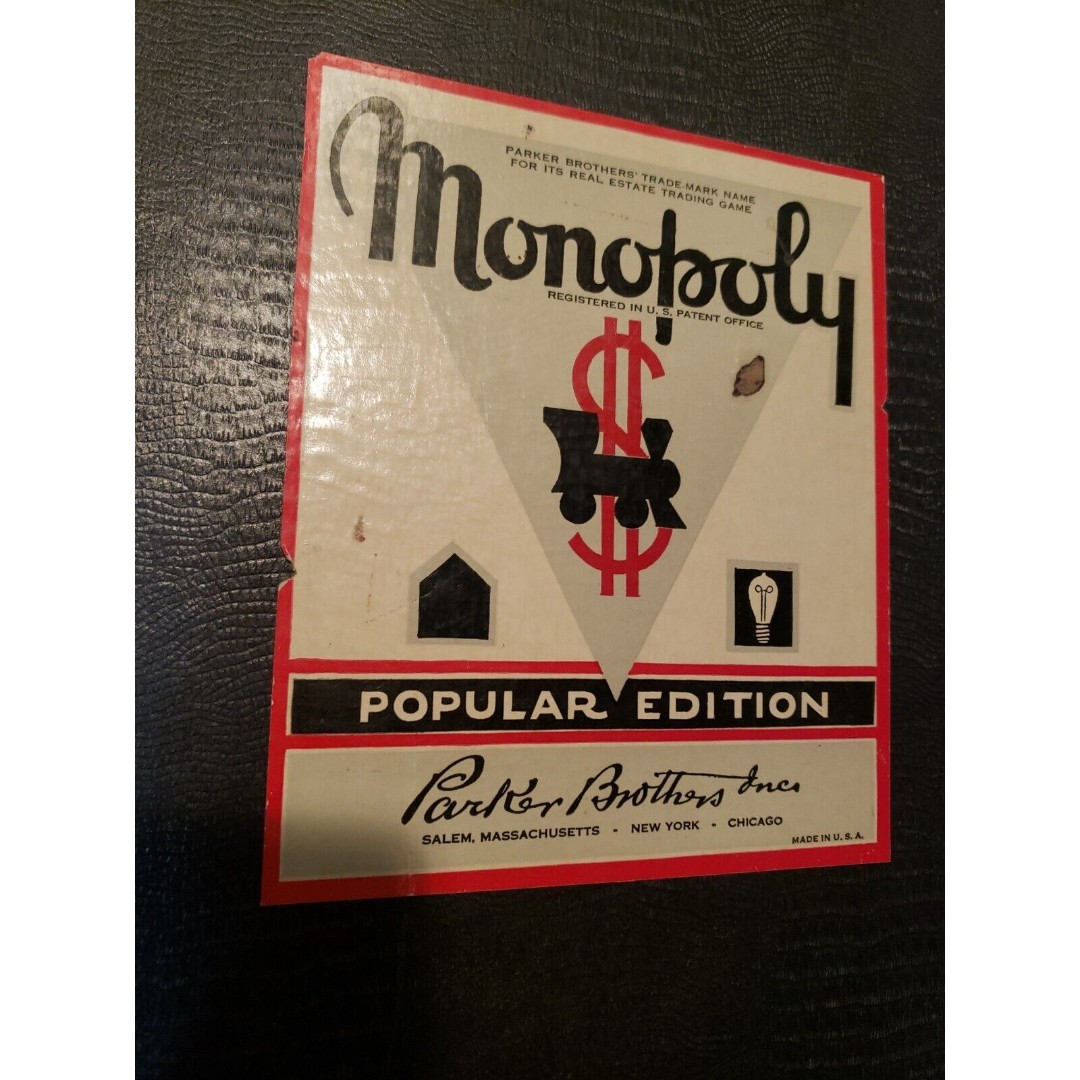 PARKER BROTHERS' TRADE-MARK NAME
FOR ITS REAL ESTATE TRADING GAME
Monopoly
REGISTERED IN U. S. PATENT OFFICE
$
POPULAR EDITION
Parker Brothers Inc.
SALEM, MASSACHUSETTS - NEW YORK - CHICAGO
MADE IN U. S. A.